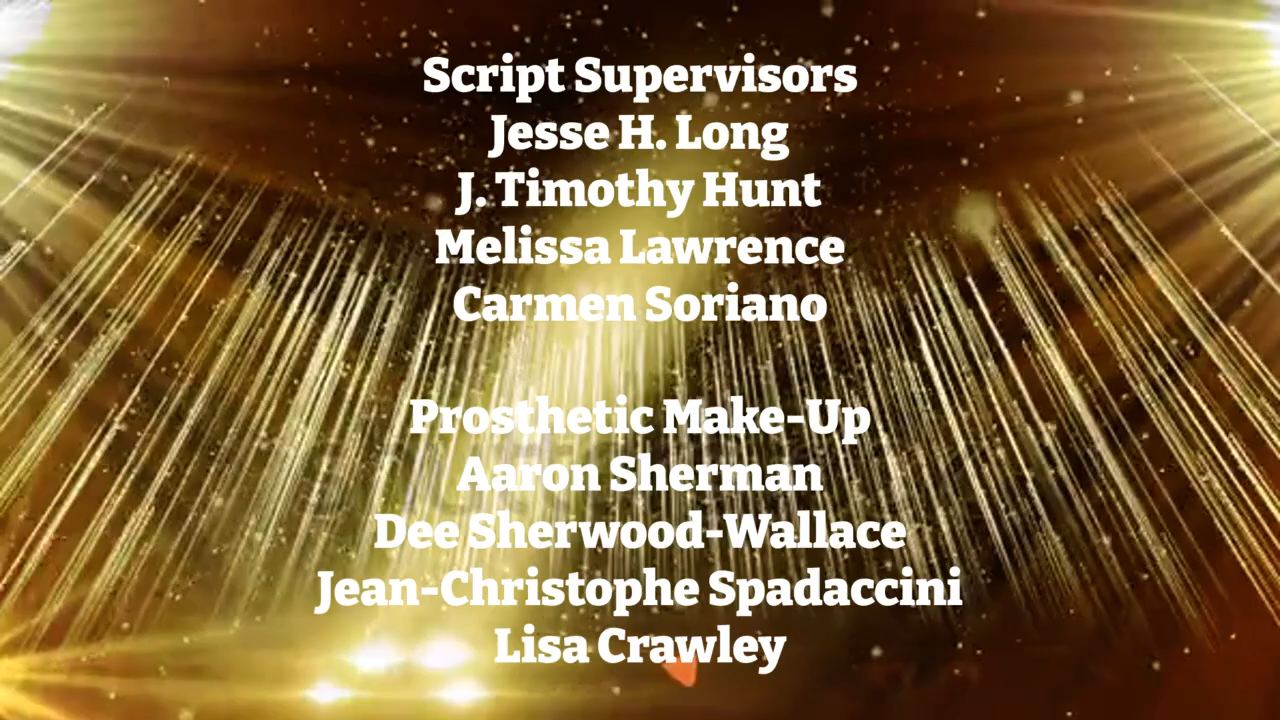 Script Supervisors
Jesse H. Long
J. Timothy Hunt
Melissa Lawrence
Carmen Soriano
Prosthetic Make-Up
Aaron Sherman
Dee Sherwood-Wallace
Jean-Christophe Spadaccini
Lisa Crawley